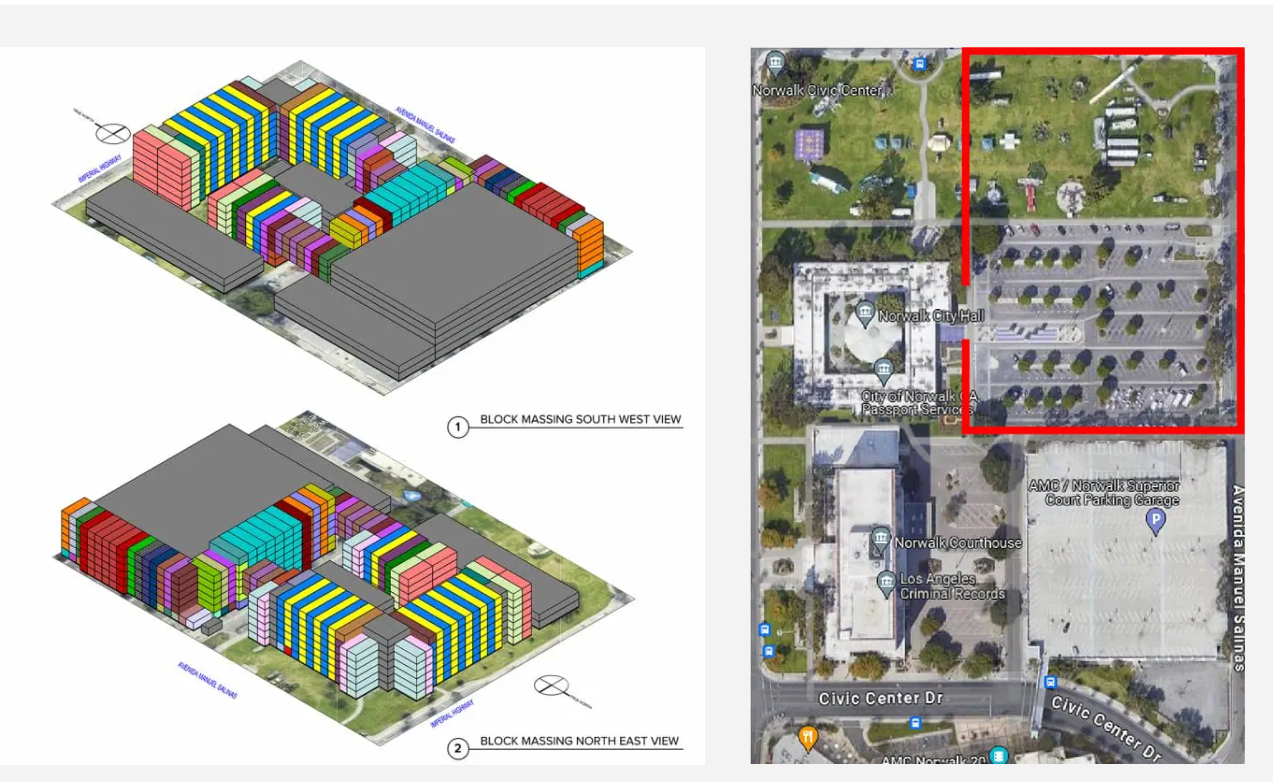 AVENIDA MANUEL SALINAS
IMPERIAL HIGHWAY
1 BLOCK MASSING SOUTH WEST VIEW
AVENIDA MANUEL SALINAS
IMPERIAL HIGHWAY
2 BLOCK MASSING NORTH EAST VIEW
Norwalk Civic Center
Norwalk City Hall
City of Norwalk CA,
Passport Services
AMC / Norwalk Superior
Court Parking Garage
P
Norwalk Courthouse
Los Angeles
Criminal Records
Avenida Manuel Salinas
Civic Center Dr
Civic Center Dr
AMC Norwalk 20